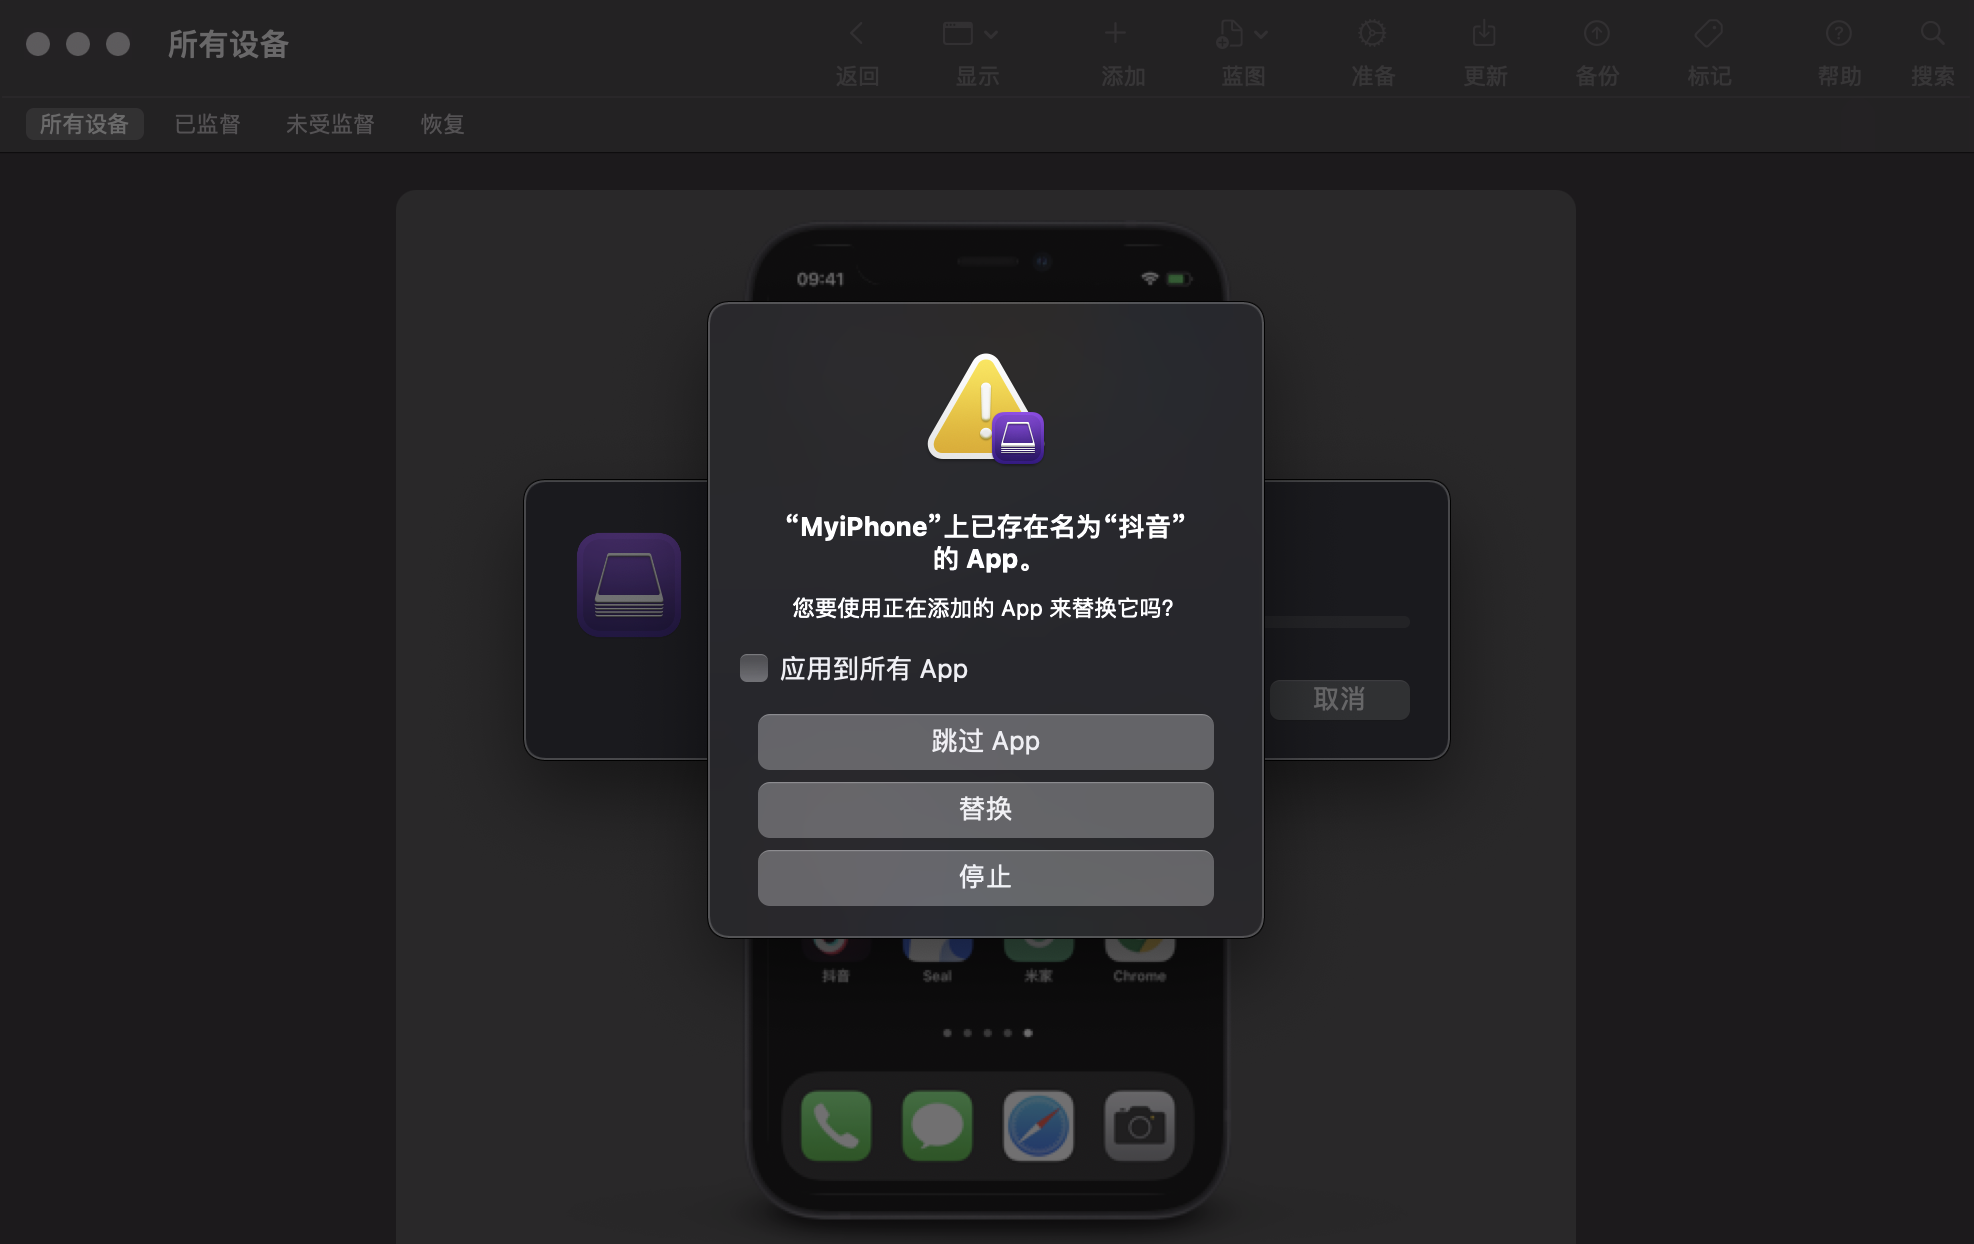 所有设备
返回
显示
添加
蓝图
准备
更新
备份
标记
帮助
搜索
所有设备
已监督
未受监督
恢复
09:41
“MyiPhone”上已存在名为“抖音”
的 App。
您要使用正在添加的 App 来替换它吗?
应用到所有 App
取消
跳过 App
替换
停止
抖音
Seal
米家
Chrome